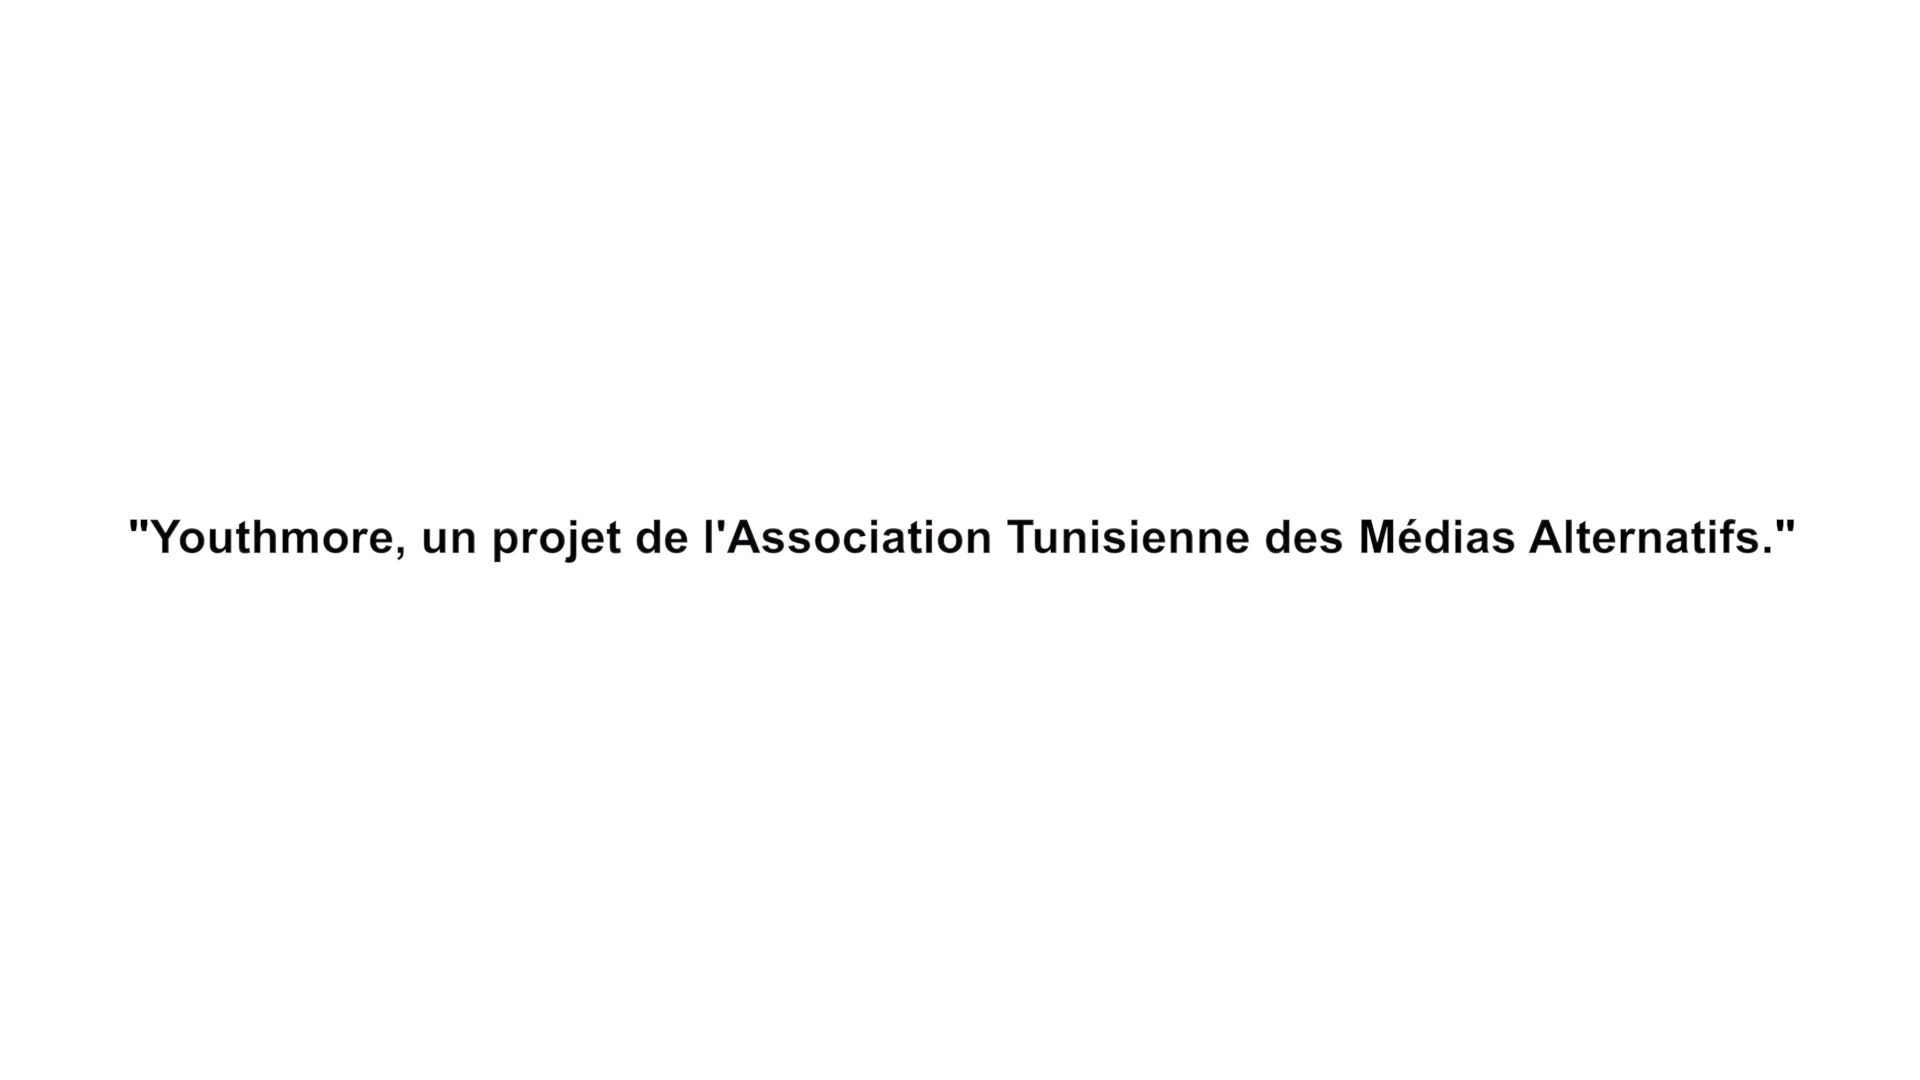 "Youthmore, un projet de l'Association Tunisienne des Médias Alternatifs."